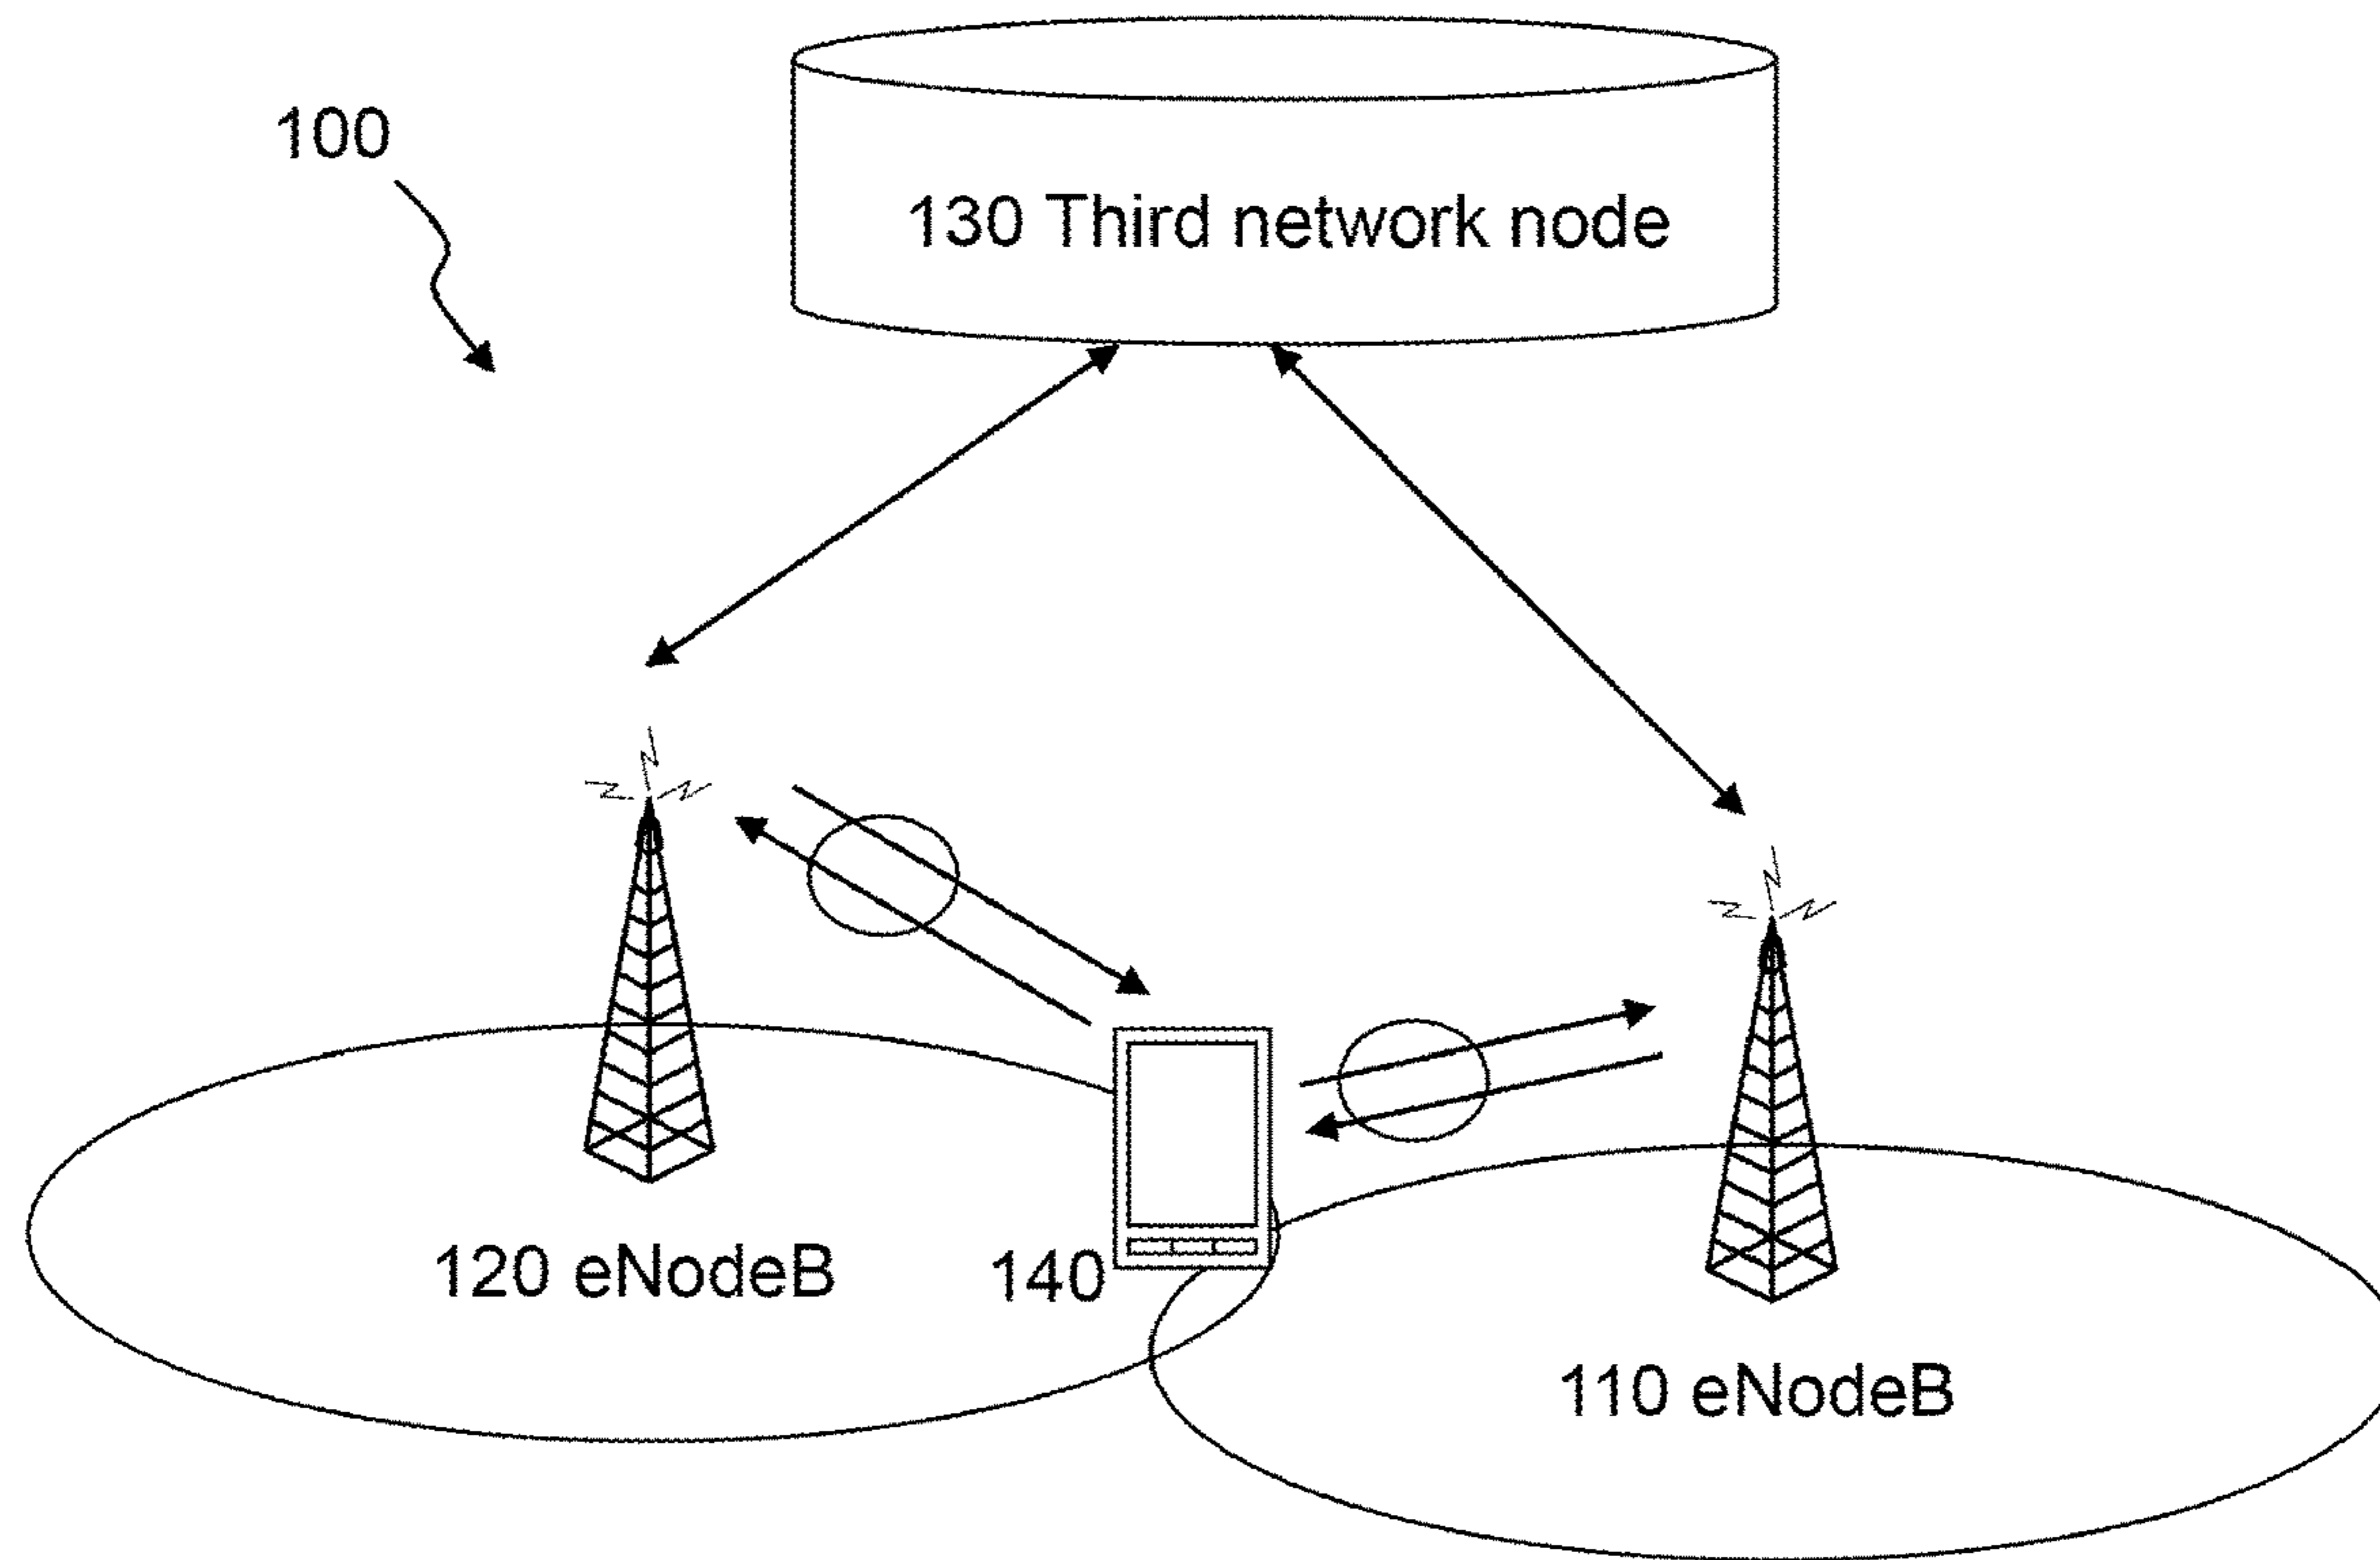 100
130 Third network node
120 eNodeB
140
110 eNodeB